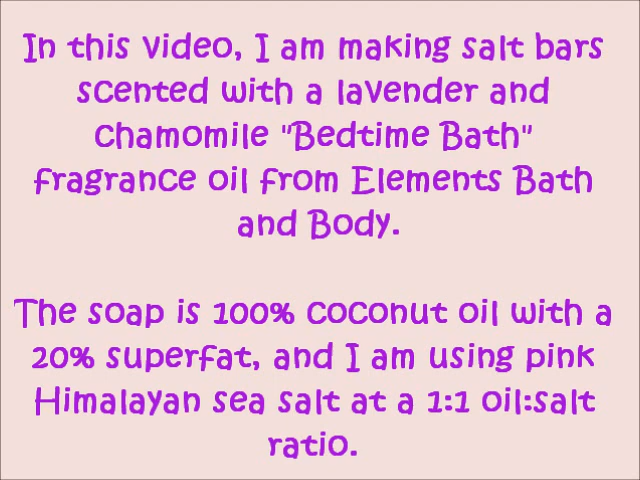 In this video, I am making salt bars
scented with a lavender and
chamomile "Bedtime Bath"
fragrance oil from Elements Bath
and Body.
The soap is 100% coconut oil with a
20% superfat, and I am using pink
Himalayan sea salt at a 1:1 oil:salt
ratio.